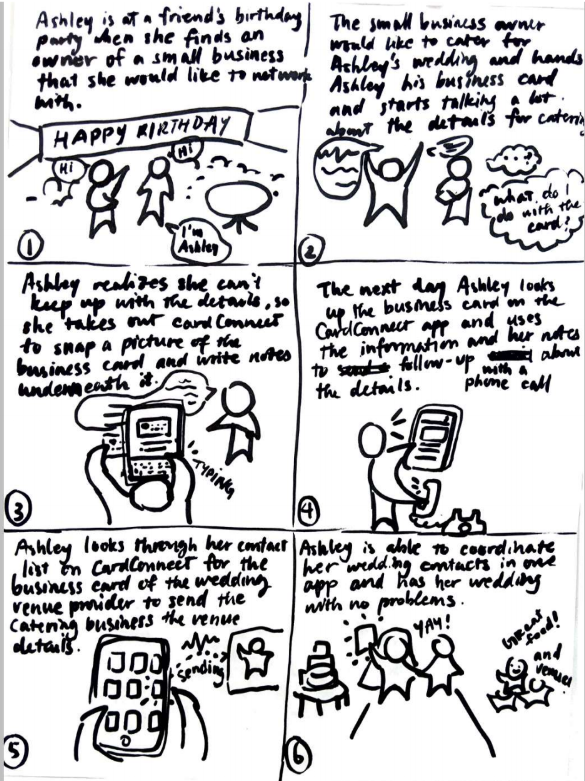 Ashley is at a friend's birthday
party when she finds an
owner of a small business
that she would like to network
with.
HAPPY BIRTHDAY
Hi
Hi
I'm
Ashley
1
The small business owner
would like to cater for
Ashley's wedding and hands
Ashley his business card
and starts talking a lot
about the details for catering
...?
what do I
do with the
card?
2
Ashley realizes she can't
keep up with the details, so
she takes out cardConnect
to snap a picture of the
business card and write notes
underneath it.
TYPING
3
The next day Ashley looks
up the business card on the
CardConnect app and uses
the information and her notes
to follow-up about
the details. with a
phone call
4
Ashley looks through her contact
list on CardConnect for the
business card of the wedding
venue provider to send the
catering business the venue
details.
sending
5
Ashley is able to coordinate
her wedding contacts in one
app and has her wedding
with no problems.
YAY!
food!
and
venue!
6